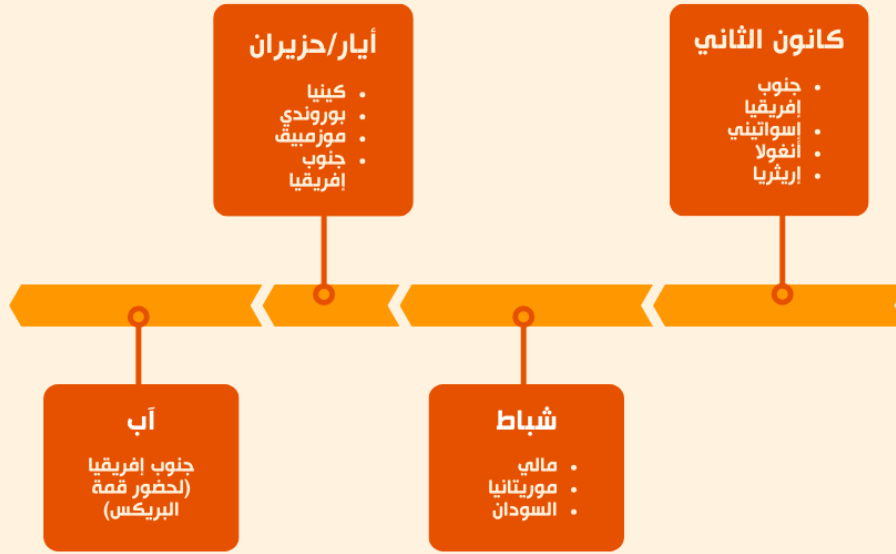 كانون الثاني
• جنوب
إفريقيا
• إسواتيني
• أنغولا
• إريثريا
شباط
• مالي
• موريتانيا
• السودان
أيار/حزيران
• كينيا
• بوروندي
• موزمبيق
• جنوب
إفريقيا
آب
جنوب إفريقيا
(لحضور قمة
البريكس)